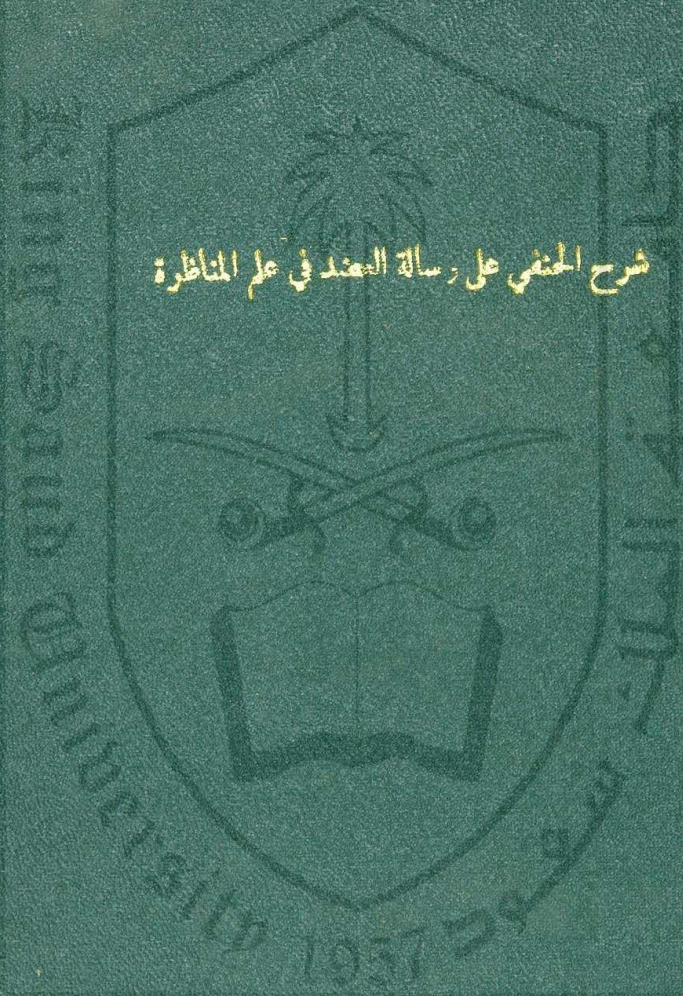 شرح الحنفي على رسالة العضد في علم المناظرة
King Saud University 1957